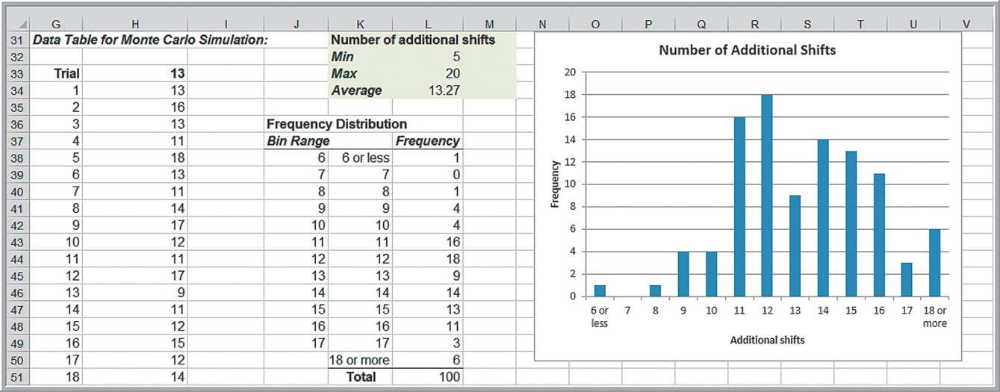 G H I J K L M N O P Q R S T U V
31 Data Table for Monte Carlo Simulation: Number of additional shifts
32 Min 5
33 Trial 13 Max 20
34 1 13 Average 13.27
35 2 16
36 3 13 Frequency Distribution
37 4 11 Bin Range Frequency
38 5 18 6 6 or less 1
39 6 13 7 7 0
40 7 11 8 8 1
41 8 14 9 9 4
42 9 17 10 10 4
43 10 12 11 11 16
44 11 11 12 12 18
45 12 17 13 13 9
46 13 9 14 14 14
47 14 11 15 15 13
48 15 12 16 16 11
49 16 15 17 17 3
50 17 12 18 or more 6
51 18 14 Total 100
Number of Additional Shifts
20
18
16
14
12
10
8
6
4
2
0
Frequency
6 or less 7 8 9 10 11 12 13 14 15 16 17 18 or more
Additional shifts